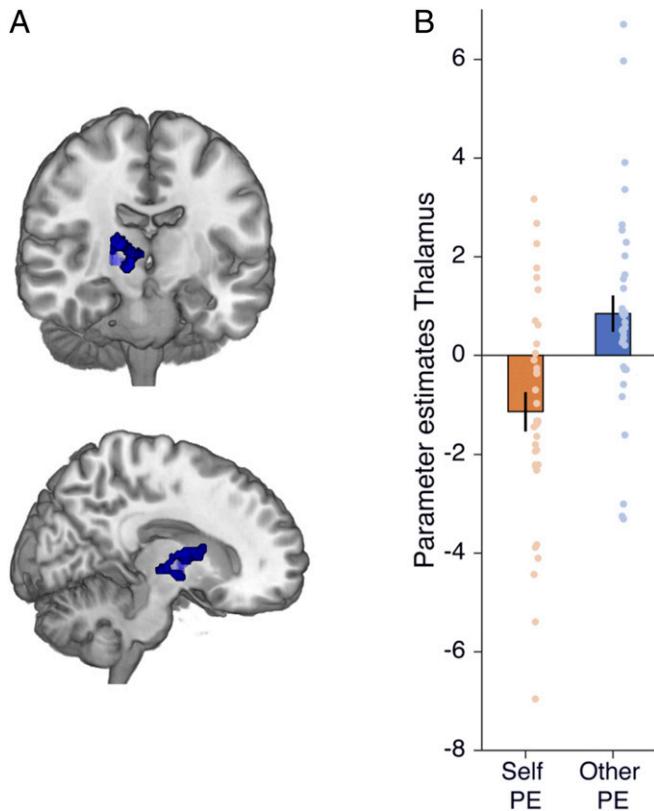 A
B
Parameter estimates Thalamus
6
4
2
0
-2
-4
-6
-8
Self
PE
Other
PE